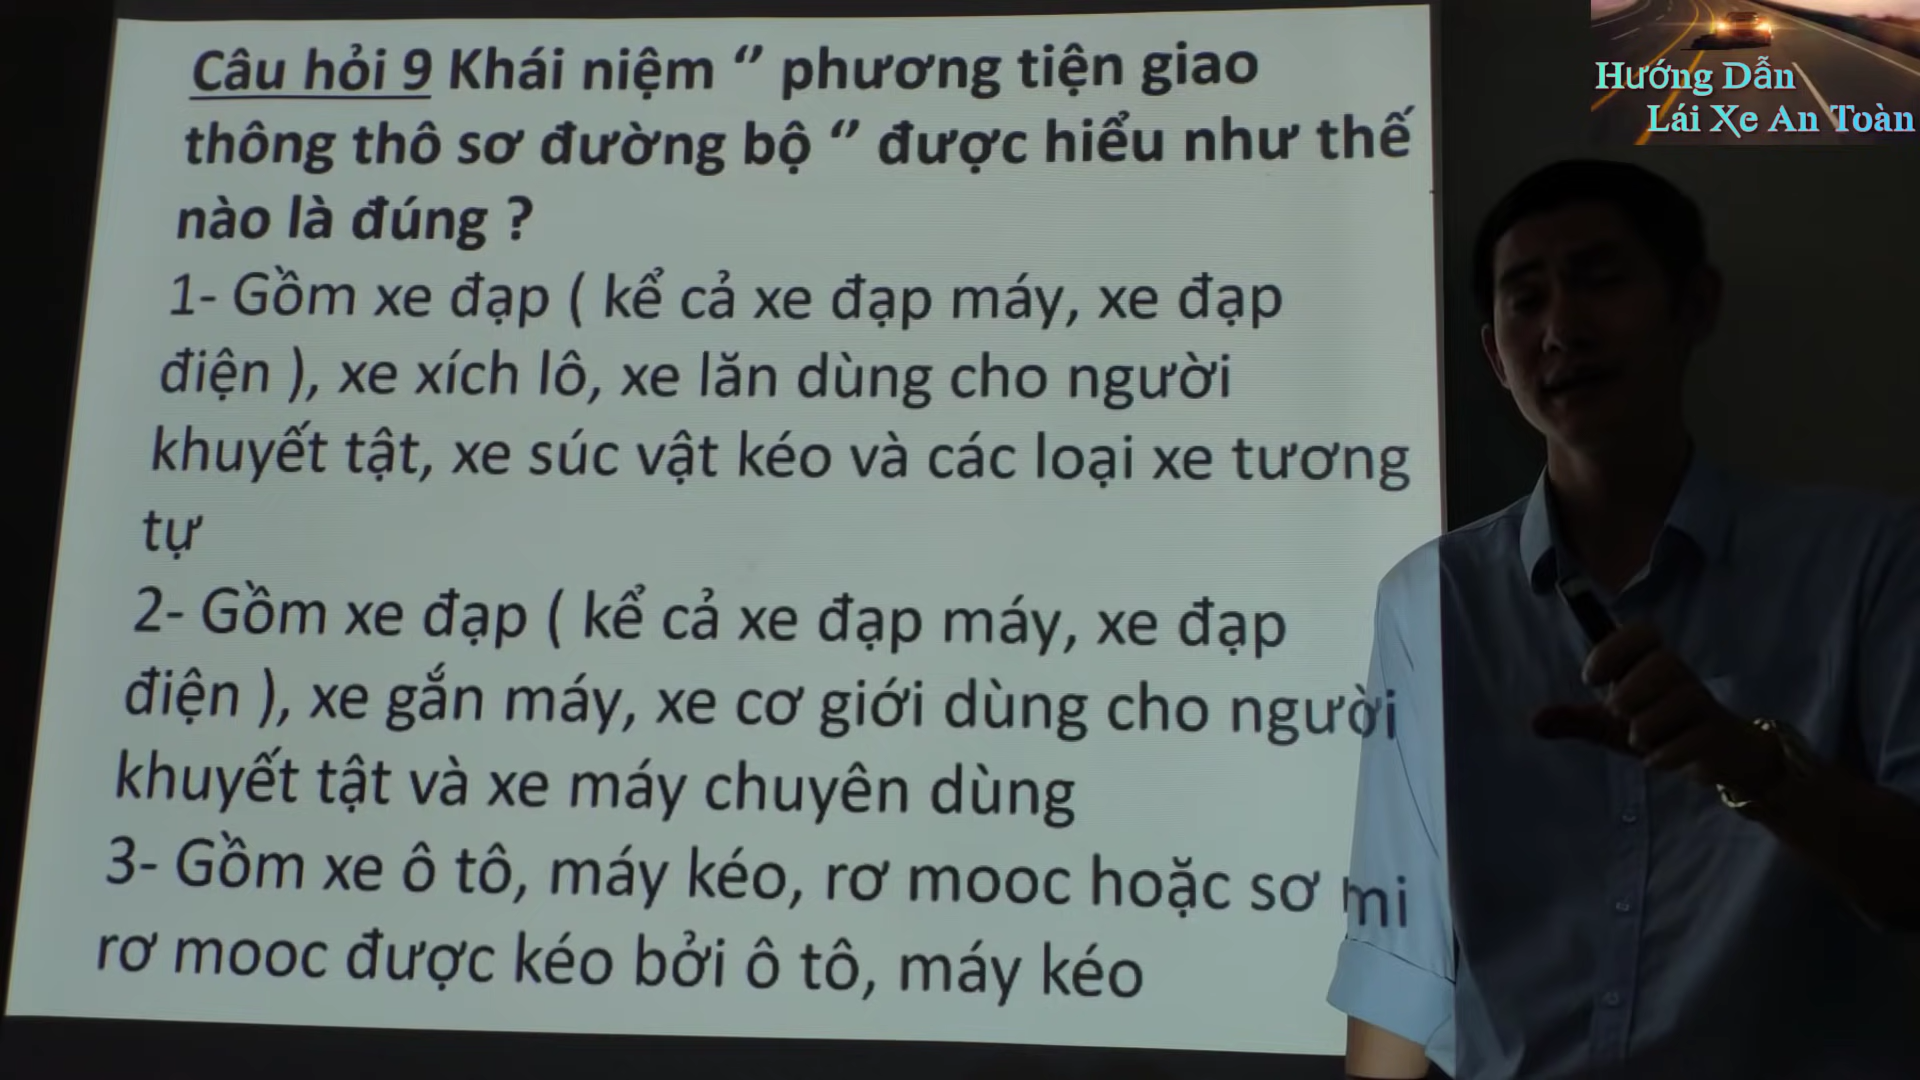 Câu hỏi 9 Khái niệm “ phương tiện giao
thông thô sơ đường bộ “ được hiểu như thế
nào là đúng ?
1- Gồm xe đạp ( kể cả xe đạp máy, xe đạp
điện ), xe xích lô, xe lăn dùng cho người
khuyết tật, xe súc vật kéo và các loại xe tương
tự
2- Gồm xe đạp ( kể cả xe đạp máy, xe đạp
điện ), xe gắn máy, xe cơ giới dùng cho người
khuyết tật và xe máy chuyên dùng
3- Gồm xe ô tô, máy kéo, rơ mooc hoặc sơ mi
rơ mooc được kéo bởi ô tô, máy kéo
Hướng Dẫn
Lái Xe An Toàn